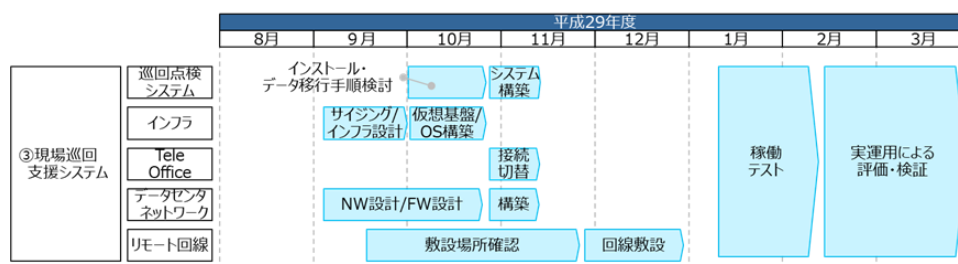 平成29年度
8月 9月 10月 11月 12月 1月 2月 3月
③現場巡回
支援システム
巡回点検
システム
インストール・
データ移行手順検討
システム
構築
インフラ
サイジング/
インフラ設計
仮想基盤/
OS構築
Tele
Office
接続
切替
データセンタ
ネットワーク
NW設計/FW設計
構築
リモート回線
敷設場所確認
回線敷設
稼働
テスト
実運用による
評価・検証